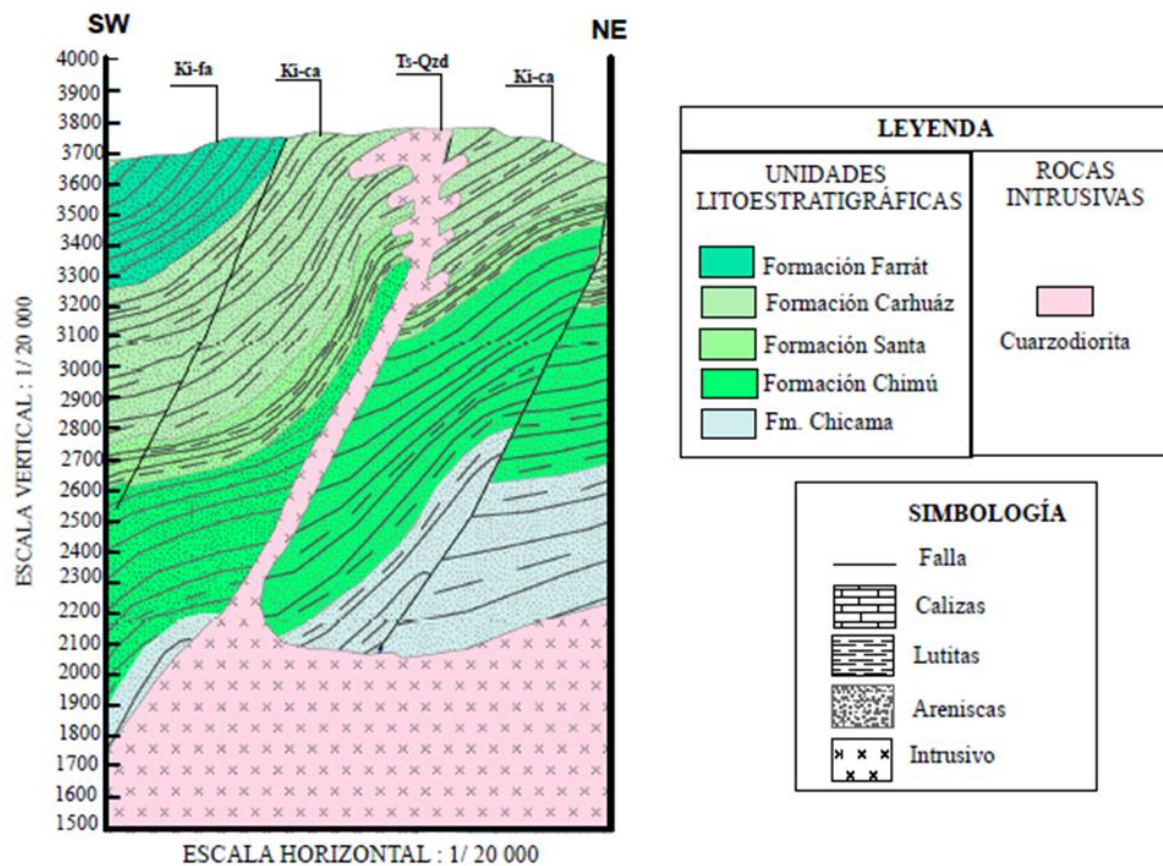 SW
NE
Ki-fa
Ki-ca
Ts-Qzd
Ki-ca
4000
3900
3800
3700
3600
3500
3400
3300
3200
3100
3000
2900
2800
2700
2600
2500
2400
2300
2200
2100
2000
1900
1800
1700
1600
1500
ESCALA VERTICAL : 1/ 20 000
ESCALA HORIZONTAL : 1/ 20 000
LEYENDA
UNIDADES
LITOESTRATIGRÁFICAS
ROCAS
INTRUSIVAS
Formación Farrát
Formación Carhuáz
Formación Santa
Formación Chimú
Fm. Chicama
Cuarzodiorita
SIMBOLOGÍA
Falla
Calizas
Lutitas
Areniscas
Intrusivo